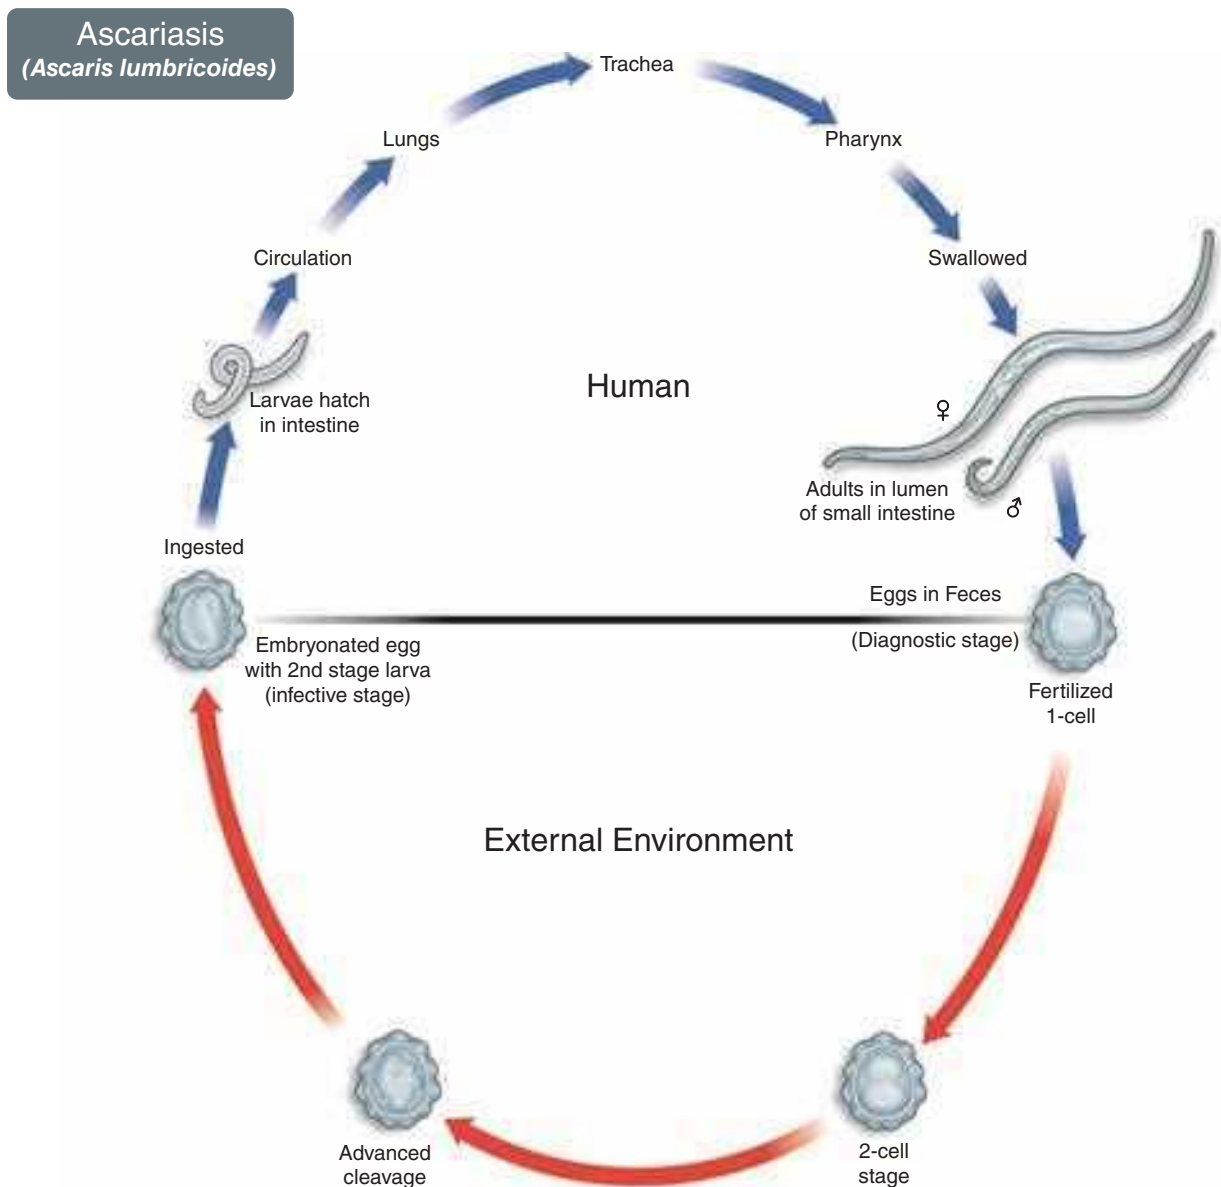 Ascariasis
(Ascaris lumbricoides)
Trachea
Lungs
Pharynx
Circulation
Swallowed
Human
Larvae hatch
in intestine
♀
Adults in lumen
of small intestine
♂
Ingested
Eggs in Feces
(Diagnostic stage)
Embryonated egg
with 2nd stage larva
(infective stage)
Fertilized
1-cell
External Environment
Advanced
cleavage
2-cell
stage